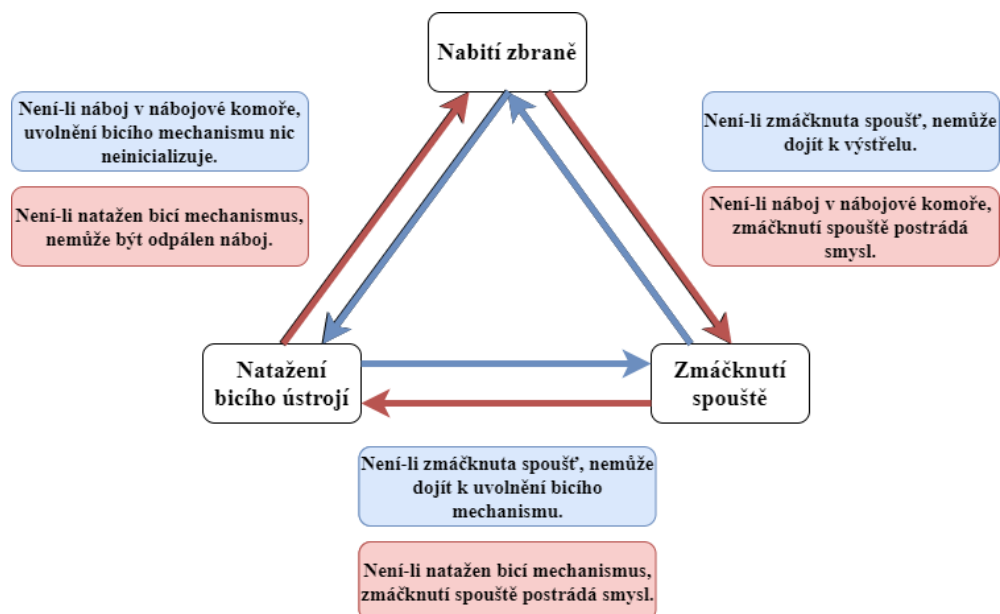 Nabití zbraně
Není-li náboj v nábojové komoře,
uvolnění bicího mechanismu nic
neinicializuje.
Není-li natažen bicí mechanismus,
nemůže být odpálen náboj.
Není-li zmáčknuta spoušť, nemůže
dojít k výstřelu.
Není-li náboj v nábojové komoře,
zmáčknutí spouště postrádá
smysl.
Natažení
bicího ústrojí
Zmáčknutí
spouště
Není-li zmáčknuta spoušť, nemůže
dojít k uvolnění bicího
mechanismu.
Není-li natažen bicí mechanismus,
zmáčknutí spouště postrádá smysl.